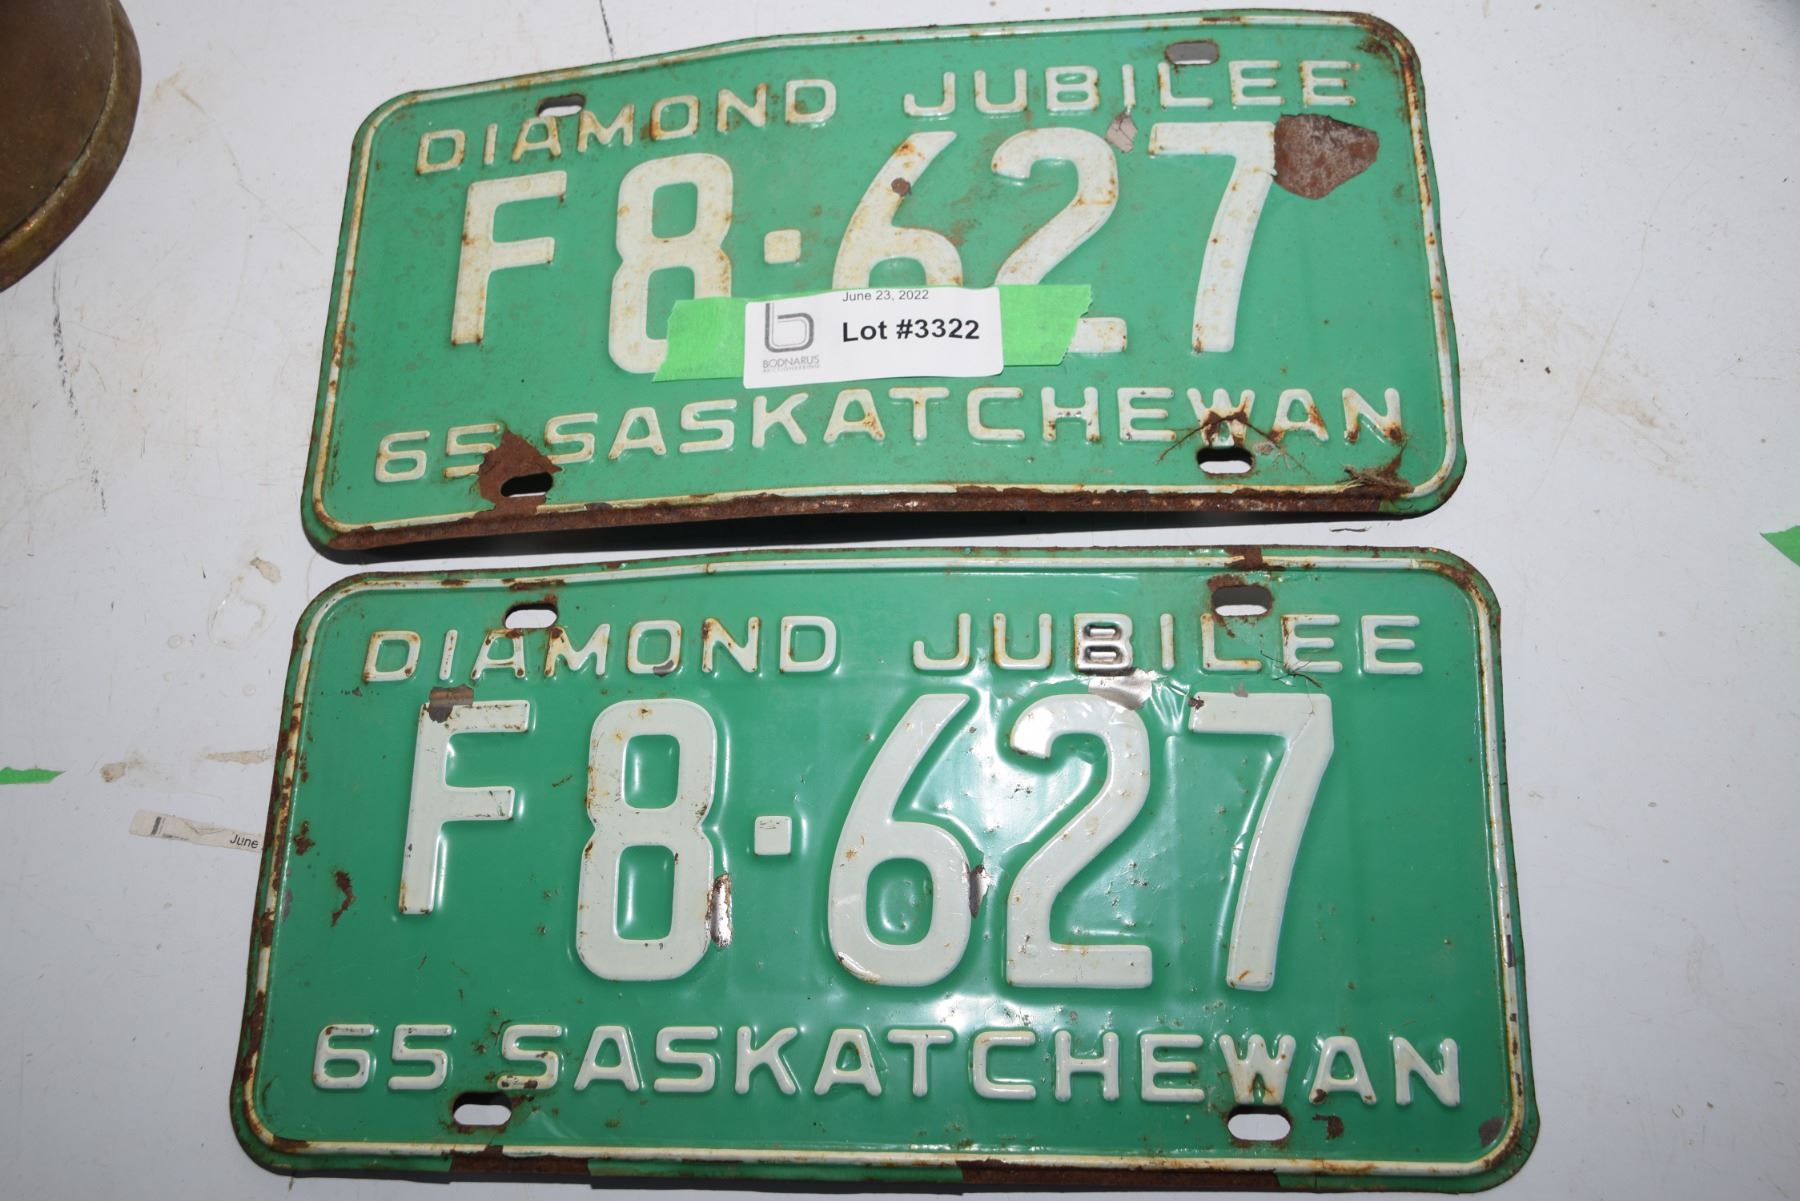 DIAMOND JUBILEE
F8-627
June 23, 2022
Lot #3322
BODNARUS
AUCTIONEERING
65 SASKATCHEWAN
DIAMOND JUBILEE
F8-627
June
65 SASKATCHEWAN